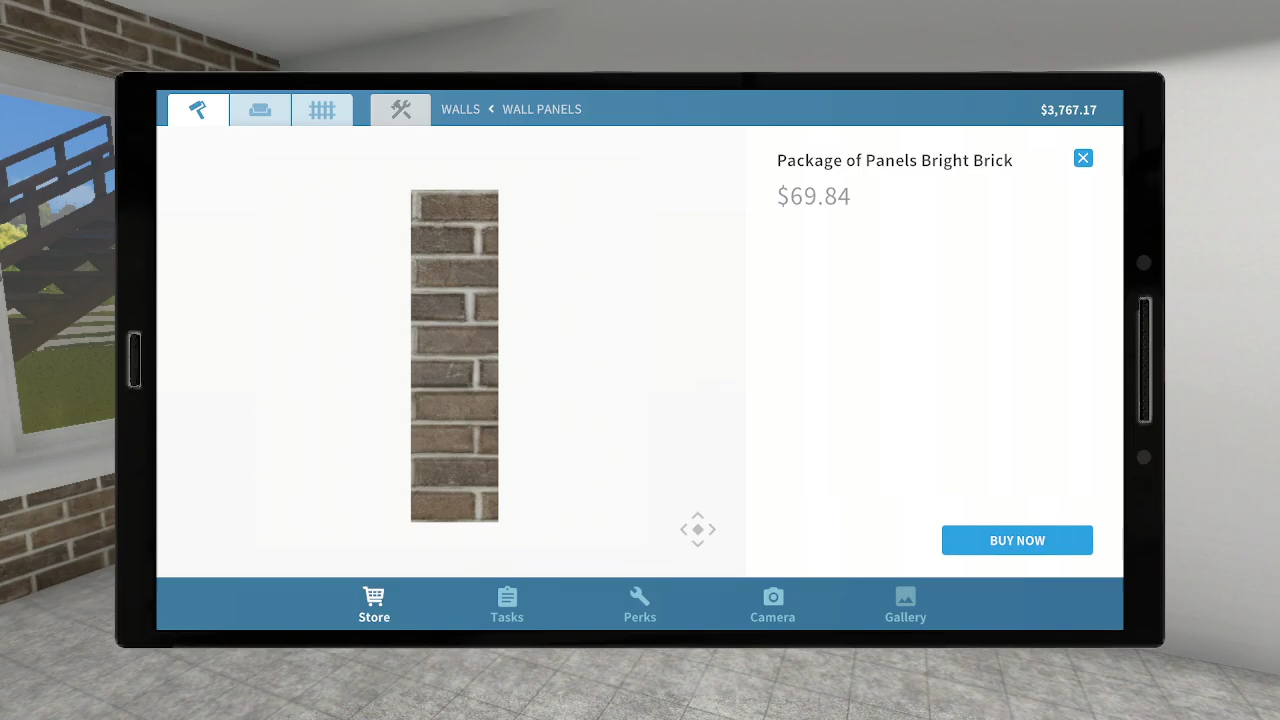 WALLS < WALL PANELS
$3,767.17
Package of Panels Bright Brick
$69.84
BUY NOW
Store
Tasks
Perks
Camera
Gallery